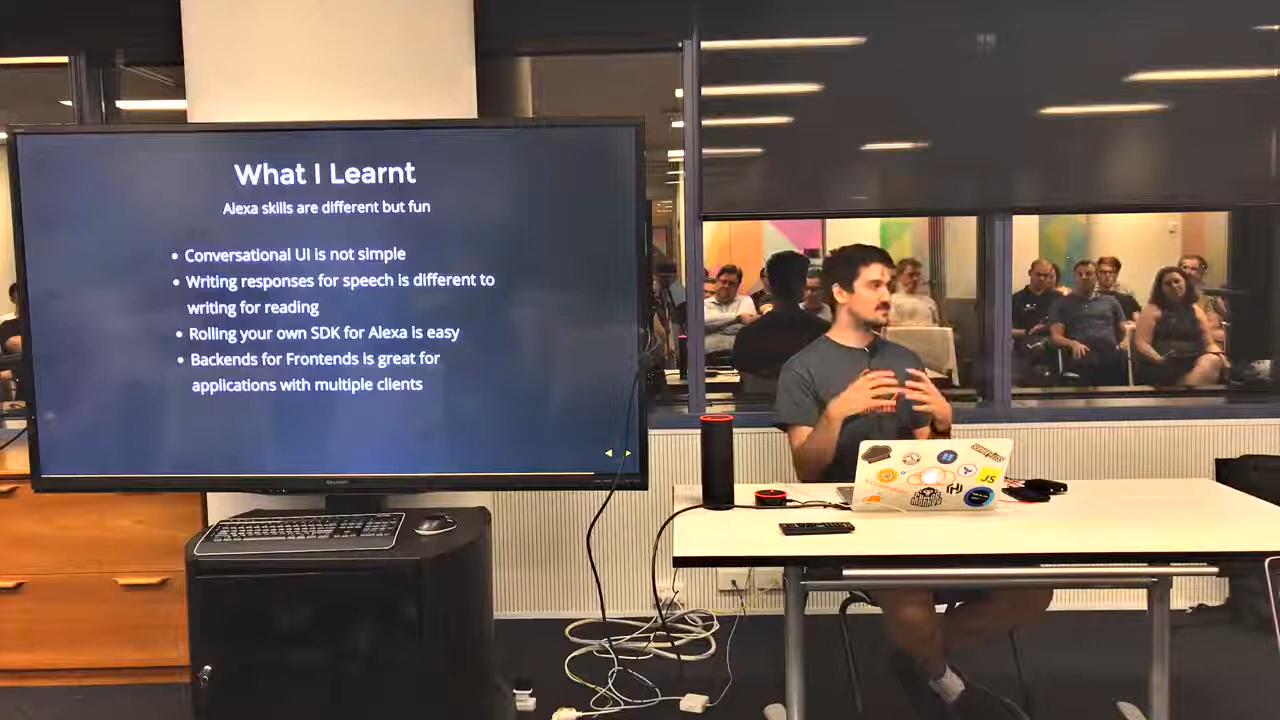 What I Learnt
Alexa skills are different but fun
• Conversational UI is not simple
• Writing responses for speech is different to
writing for reading
• Rolling your own SDK for Alexa is easy
• Backends for Frontends is great for
applications with multiple clients
JS